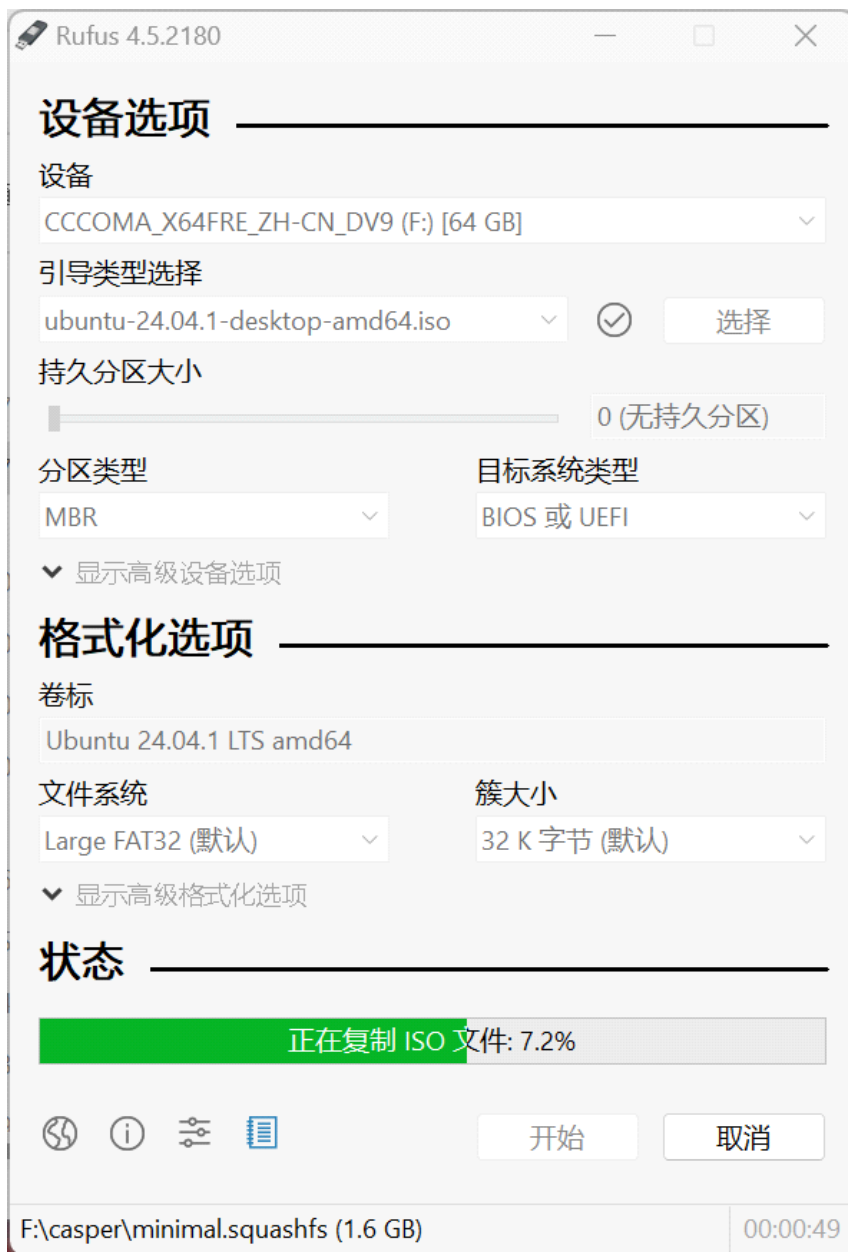 Rufus 4.5.2180
设备选项
设备
CCCOMA_X64FRE_ZH-CN_DV9 (F:) [64 GB]
引导类型选择
ubuntu-24.04.1-desktop-amd64.iso 选择
持久分区大小
0 (无持久分区)
分区类型 目标系统类型
MBR BIOS 或 UEFI
显示高级设备选项
格式化选项
卷标
Ubuntu 24.04.1 LTS amd64
文件系统 簇大小
Large FAT32 (默认) 32 K 字节 (默认)
显示高级格式化选项
状态
正在复制 ISO 文件: 7.2%
开始 取消
F:\casper\minimal.squashfs (1.6 GB) 00:00:49